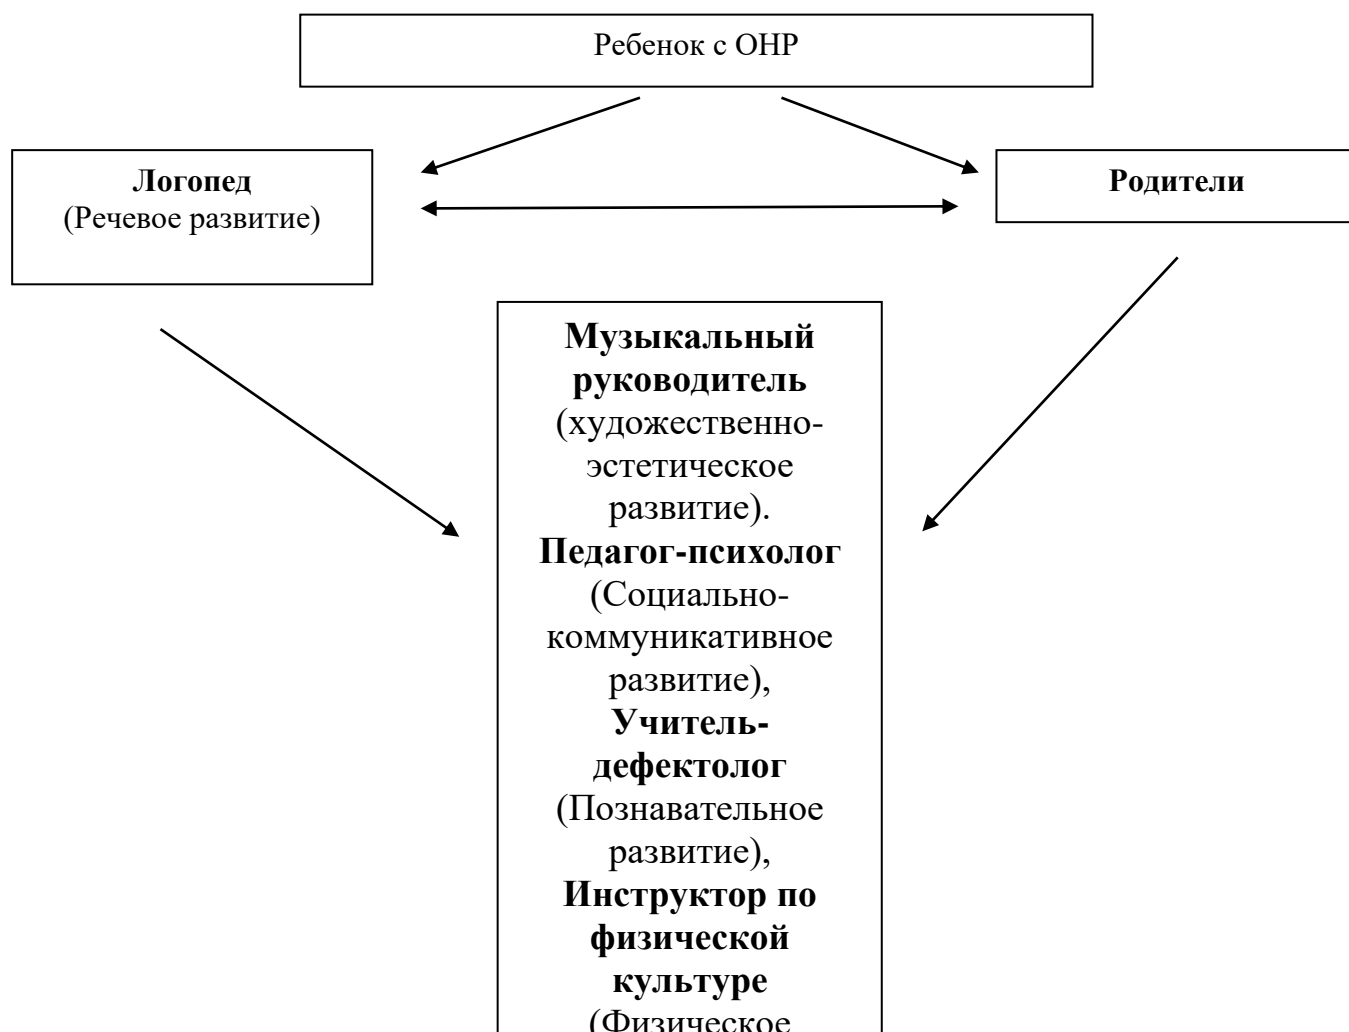 Ребенок с ОНР
Логопед
(Речевое развитие)
Родители
Музыкальный
руководитель
(художественно-
эстетическое
развитие).
Педагог-психолог
(Социально-
коммуникативное
развитие),
Учитель-
дефектолог
(Познавательное
развитие),
Инструктор по
физической
культуре
(Физическое